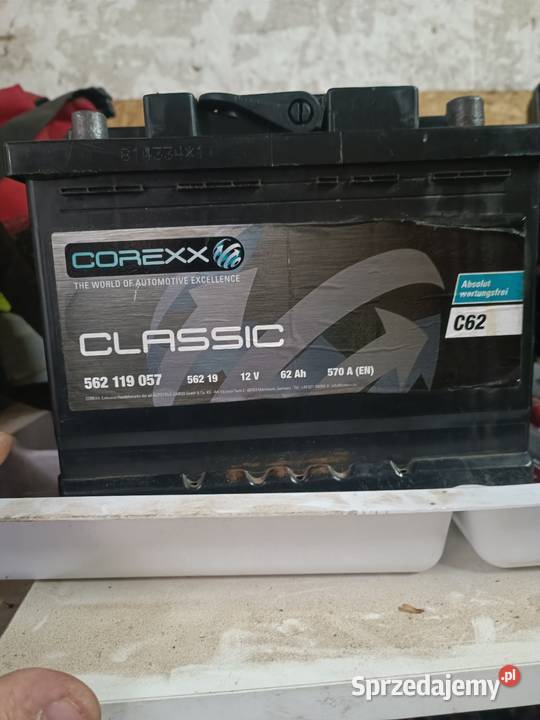 COREXX
THE WORLD OF AUTOMOTIVE EXCELLENCE
Absolut
wartungsfrei
C62
CLASSIC
562 119 057 562 19 12 V 62 Ah 570 A (EN)
Sprzedajemy.pl